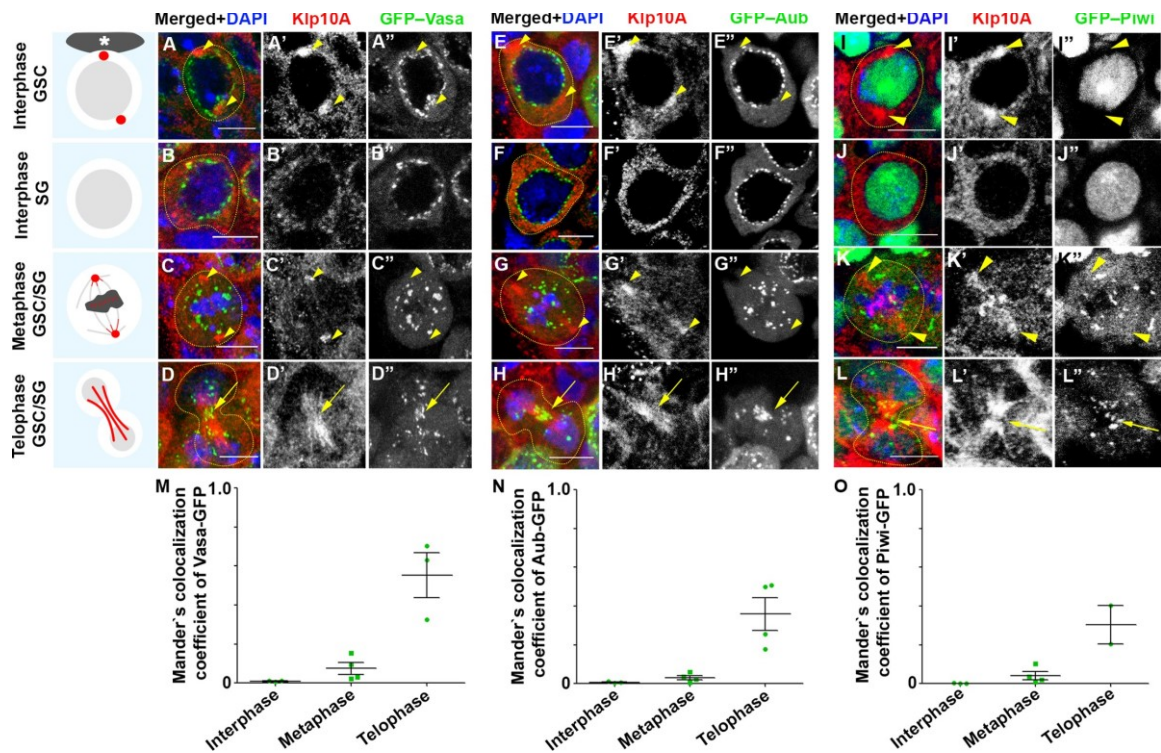 Merged+DAPI Klp10A GFP–Vasa Merged+DAPI Klp10A GFP–Aub Merged+DAPI Klp10A GFP–Piwi
Interphase
GSC
*
A A’ A” E E’ E” I I’ I”
Interphase
SG
B B’ B” F F’ F” J J’ J”
Metaphase
GSC/SG
C C’ C” G G’ G” K K’ K”
Telophase
GSC/SG
D D’ D” H H’ H” L L’ L”
M
Mander`s colocalization
coefficient of Vasa-GFP
1.0
0
Interphase Metaphase Telophase
N
Mander`s colocalization
coefficient of Aub-GFP
1.0
0
Interphase Metaphase Telophase
O
Mander`s colocalization
coefficient of Piwi-GFP
1.0
0.0
Interphase Metaphase Telophase